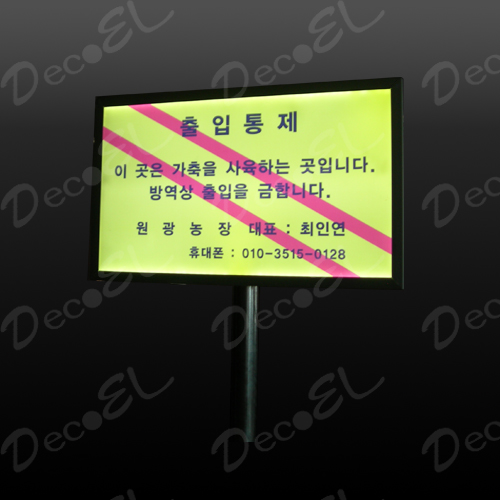 출입통제
이 곳은 가축을 사육하는 곳입니다.
방역상 출입을 금합니다.
원 광 농 장 대표 : 최인연
휴대폰 : 010-3515-0128
DecoEL